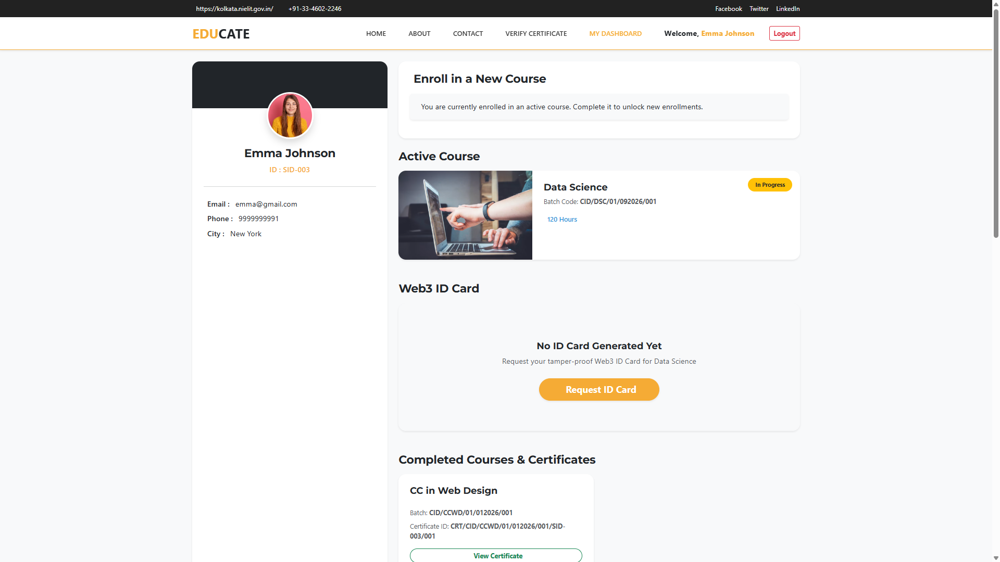 https://kolkata.nielit.gov.in/ +91-33-4602-2246 Facebook Twitter LinkedIn
EDUCATE HOME ABOUT CONTACT VERIFY CERTIFICATE MY DASHBOARD Welcome, Emma Johnson Logout
Emma Johnson
ID : SID-003
Email : emma@gmail.com
Phone : 9999999991
City : New York
Enroll in a New Course
You are currently enrolled in an active course. Complete it to unlock new enrollments.
Active Course
Data Science
In Progress
Batch Code: CID/DSC/01/092026/001
120 Hours
Web3 ID Card
No ID Card Generated Yet
Request your tamper-proof Web3 ID Card for Data Science
Request ID Card
Completed Courses & Certificates
CC in Web Design
Batch: CID/CCWD/01/012026/001
Certificate ID: CRT/CID/CCWD/01/012026/001/SID-
003/001
View Certificate